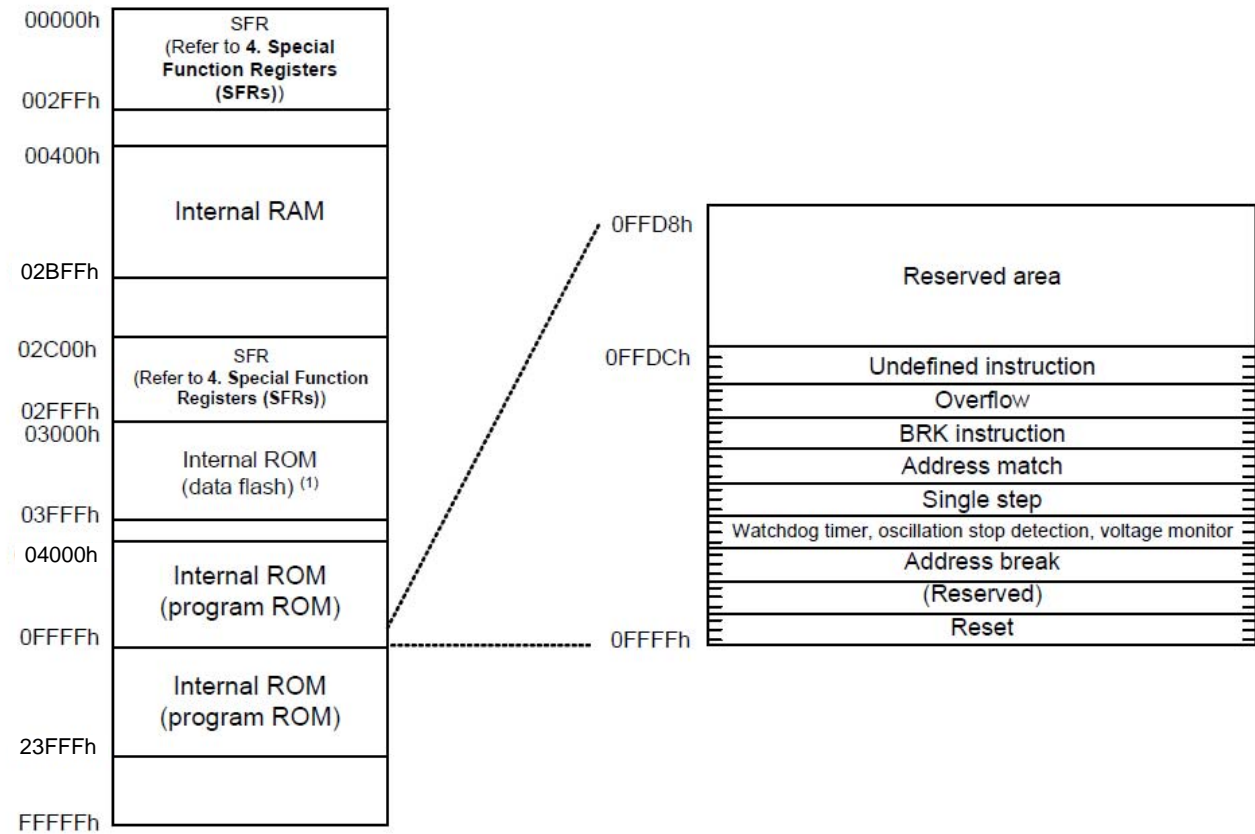 00000h
SFR
(Refer to 4. Special
Function Registers
(SFRs))
002FFh
00400h
Internal RAM
02BFFh
02C00h
SFR
(Refer to 4. Special Function
Registers (SFRs))
02FFFh
03000h
Internal ROM
(data flash) (1)
03FFFh
04000h
Internal ROM
(program ROM)
0FFFFh
Internal ROM
(program ROM)
23FFFh
FFFFFh
0FFD8h
Reserved area
0FFDCh
Undefined instruction
Overflow
BRK instruction
Address match
Single step
Watchdog timer, oscillation stop detection, voltage monitor
Address break
(Reserved)
Reset
0FFFFh